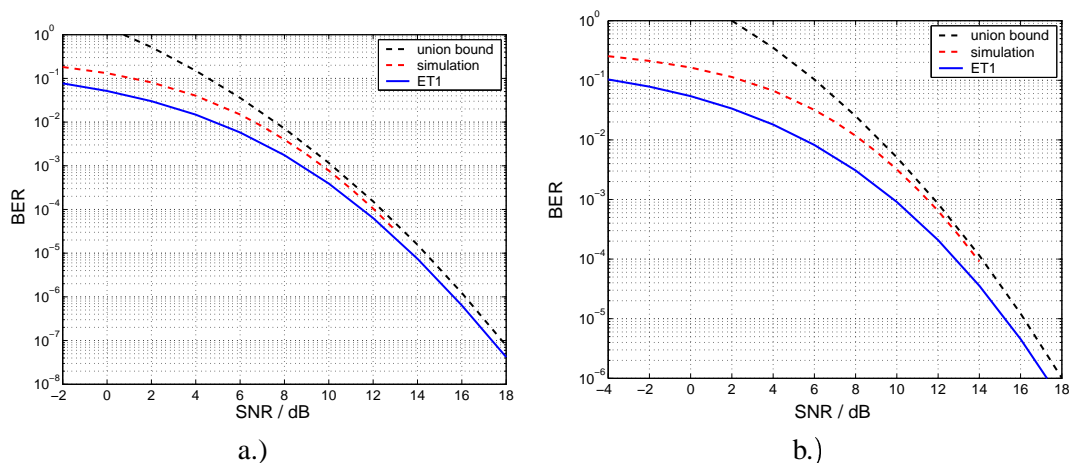 10^0
10^-1
10^-2
10^-3
10^-4
10^-5
10^-6
10^-7
10^-8
BER
−2 0 2 4 6 8 10 12 14 16 18
SNR / dB
union bound
simulation
ET1
a.)
10^0
10^-1
10^-2
10^-3
10^-4
10^-5
10^-6
BER
−4 −2 0 2 4 6 8 10 12 14 16 18
SNR / dB
union bound
simulation
ET1
b.)